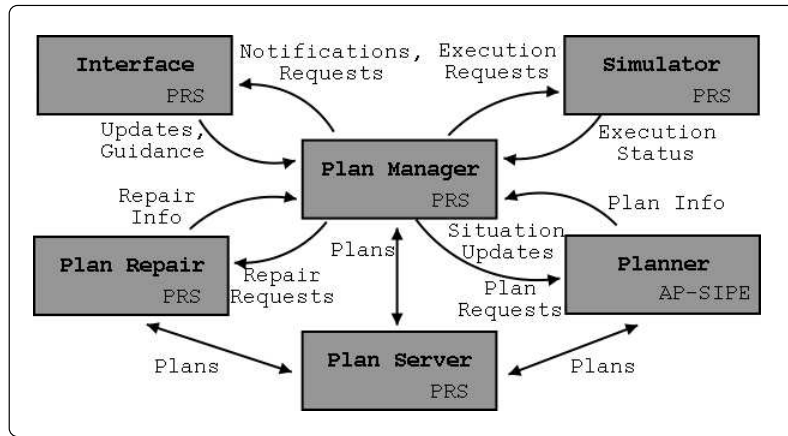 Interface
PRS
Notifications,
Requests
Execution
Requests
Simulator
PRS
Updates,
Guidance
Execution
Status
Plan Manager
PRS
Repair
Info
Plan Info
Plan Repair
PRS
Repair
Requests
Plans
Situation
Updates
Plan
Requests
Planner
AP-SIPE
Plans
Plan Server
PRS
Plans